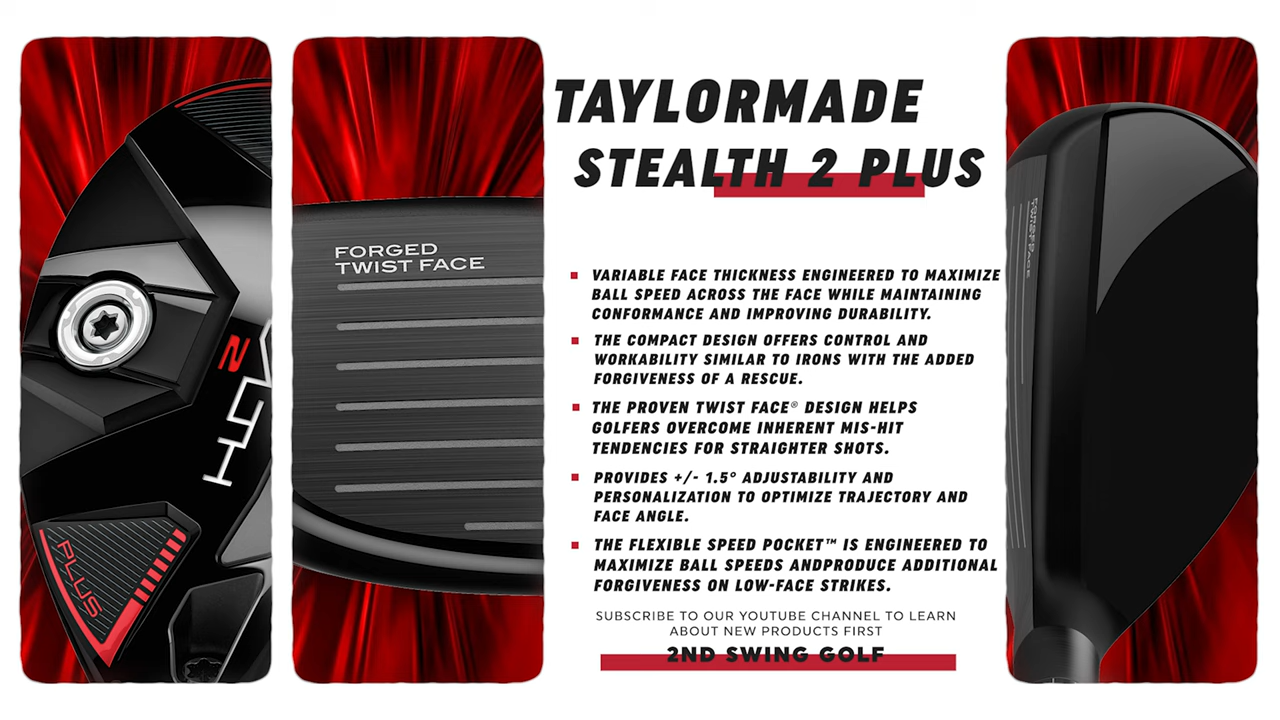 TAYLORMADE
STEALTH 2 PLUS
FORGED
TWIST FACE
2
PLUS
VARIABLE FACE THICKNESS ENGINEERED TO MAXIMIZE
BALL SPEED ACROSS THE FACE WHILE MAINTAINING
CONFORMANCE AND IMPROVING DURABILITY.
THE COMPACT DESIGN OFFERS CONTROL AND
WORKABILITY SIMILAR TO IRONS WITH THE ADDED
FORGIVENESS OF A RESCUE.
THE PROVEN TWIST FACE® DESIGN HELPS
GOLFERS OVERCOME INHERENT MIS-HIT
TENDENCIES FOR STRAIGHTER SHOTS.
PROVIDES +/- 1.5° ADJUSTABILITY AND
PERSONALIZATION TO OPTIMIZE TRAJECTORY AND
FACE ANGLE.
THE FLEXIBLE SPEED POCKET™ IS ENGINEERED TO
MAXIMIZE BALL SPEEDS ANDPRODUCE ADDITIONAL
FORGIVENESS ON LOW-FACE STRIKES.
SUBSCRIBE TO OUR YOUTUBE CHANNEL TO LEARN
ABOUT NEW PRODUCTS FIRST
2ND SWING GOLF